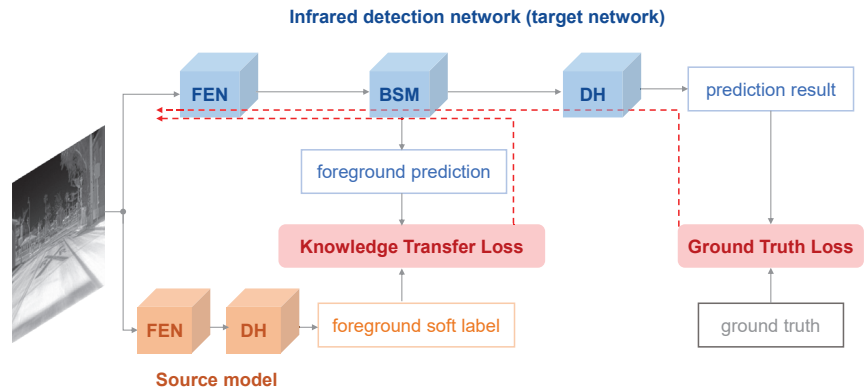 Infrared detection network (target network)
FEN
BSM
DH
prediction result
foreground prediction
Knowledge Transfer Loss
Ground Truth Loss
FEN
DH
foreground soft label
ground truth
Source model